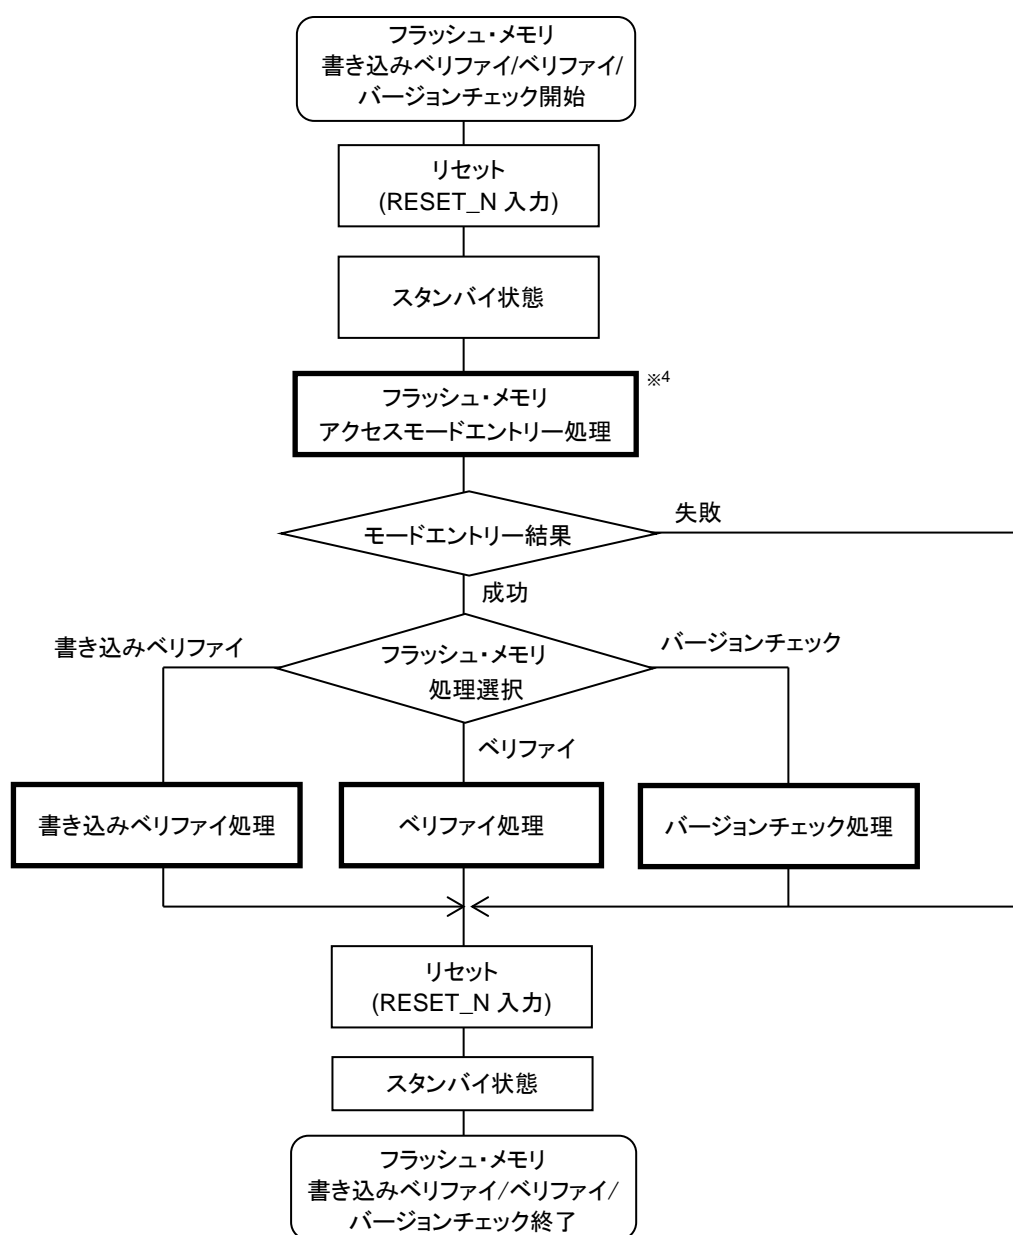 フラッシュ・メモリ
書き込みベリファイ/ベリファイ/
バージョンチェック開始
リセット
(RESET_N 入力)
スタンバイ状態
フラッシュ・メモリ
アクセスモードエントリー処理
※4
モードエントリー結果
失敗
成功
書き込みベリファイ
フラッシュ・メモリ
処理選択
バージョンチェック
ベリファイ
書き込みベリファイ処理
ベリファイ処理
バージョンチェック処理
リセット
(RESET_N 入力)
スタンバイ状態
フラッシュ・メモリ
書き込みベリファイ/ベリファイ/
バージョンチェック終了